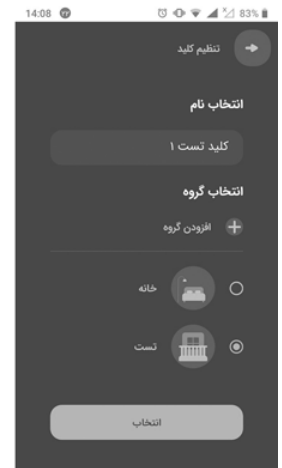 14:08 83%
تنظیم کلید
انتخاب نام
کلید تست ۱
انتخاب گروه
افزودن گروه
خانه
تست
انتخاب